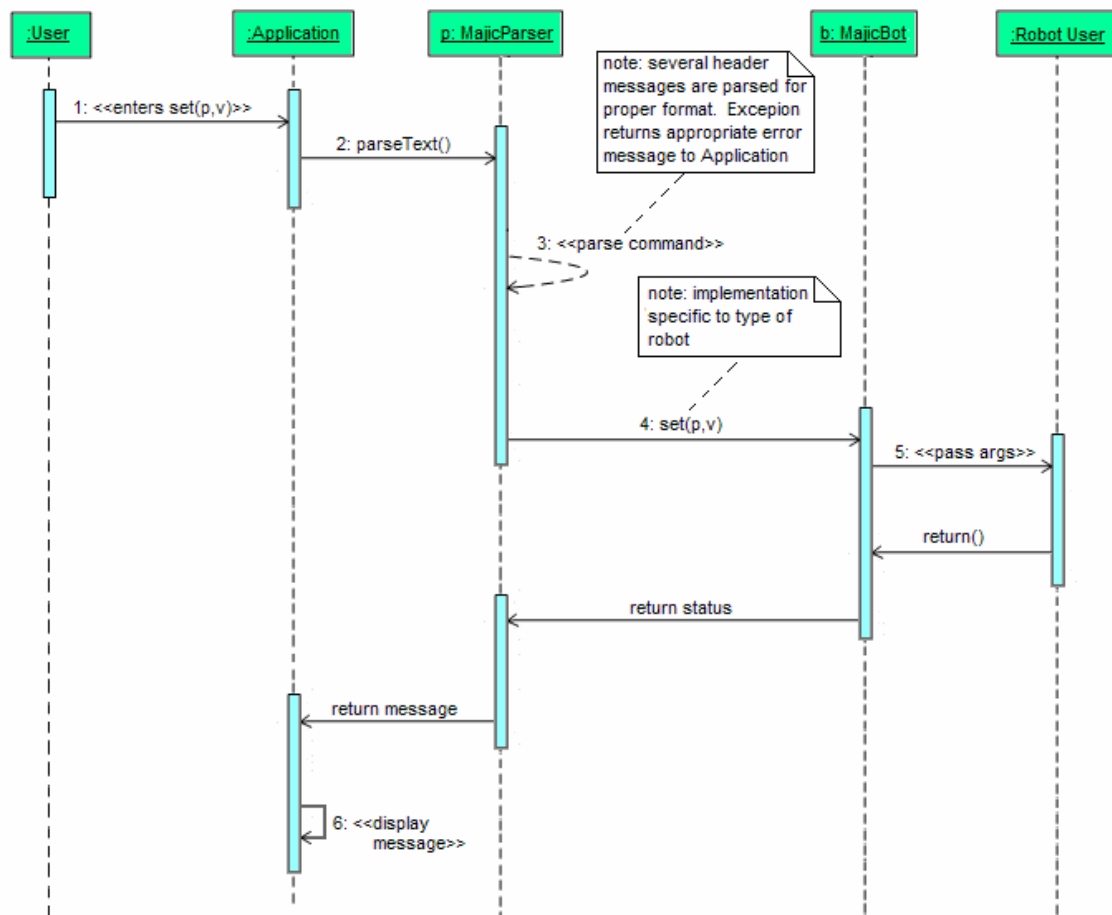 :User
:Application
p: MajicParser
b: MajicBot
:Robot User
note: several header
messages are parsed for
proper format. Excepion
returns appropriate error
message to Application
1: <<enters set(p,v)>>
2: parseText()
3: <<parse command>>
note: implementation
specific to type of
robot
4: set(p,v)
5: <<pass args>>
return()
return status
return message
6: <<display
message>>